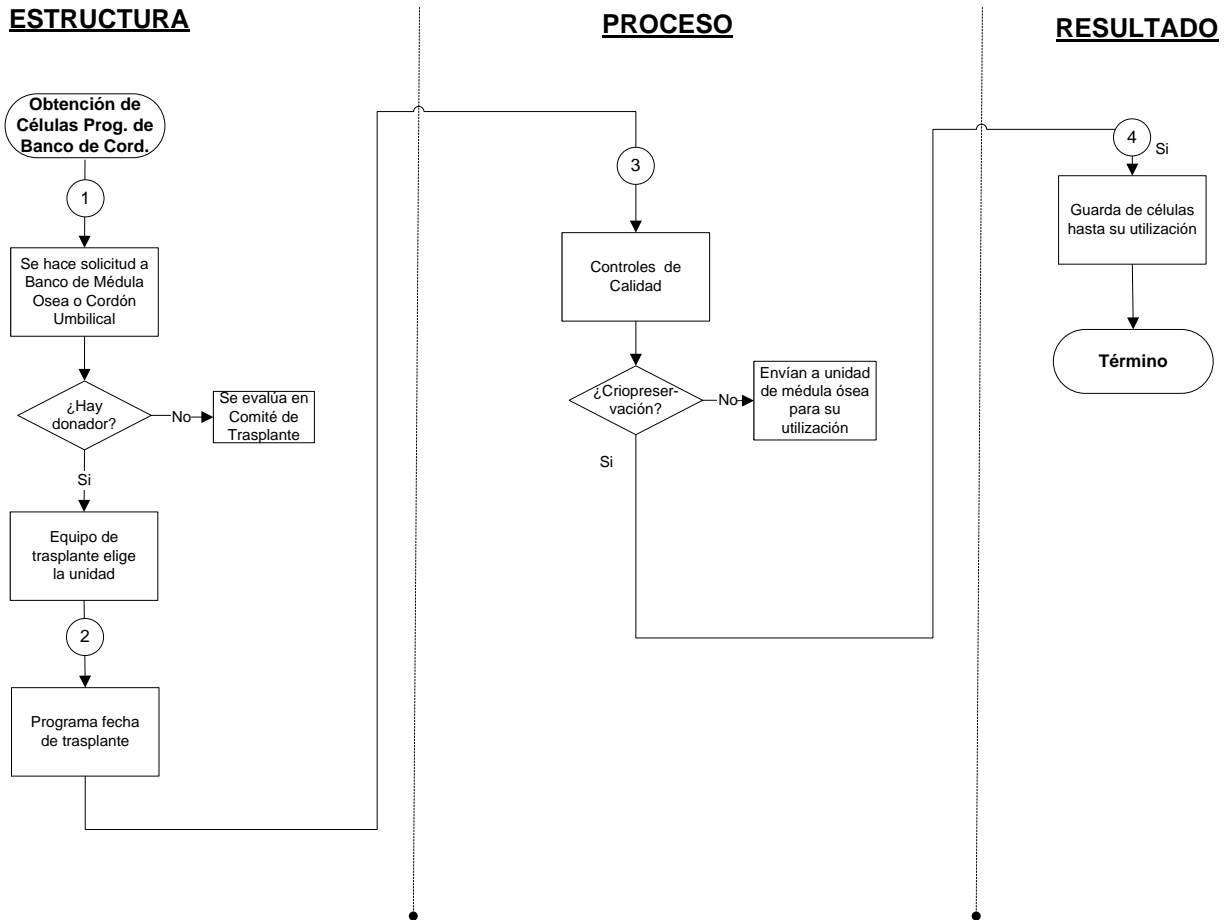 ESTRUCTURA
PROCESO
RESULTADO
Obtención de
Células Prog. de
Banco de Cord.
1
Se hace solicitud a
Banco de Médula
Osea o Cordón
Umbilical
¿Hay
donador?
No
Se evalúa en
Comité de
Trasplante
Si
Equipo de
trasplante elige
la unidad
2
Programa fecha
de trasplante
3
Controles de
Calidad
¿Criopreser-
vación?
No
Envían a unidad
de médula ósea
para su
utilización
Si
4
Si
Guarda de células
hasta su utilización
Término